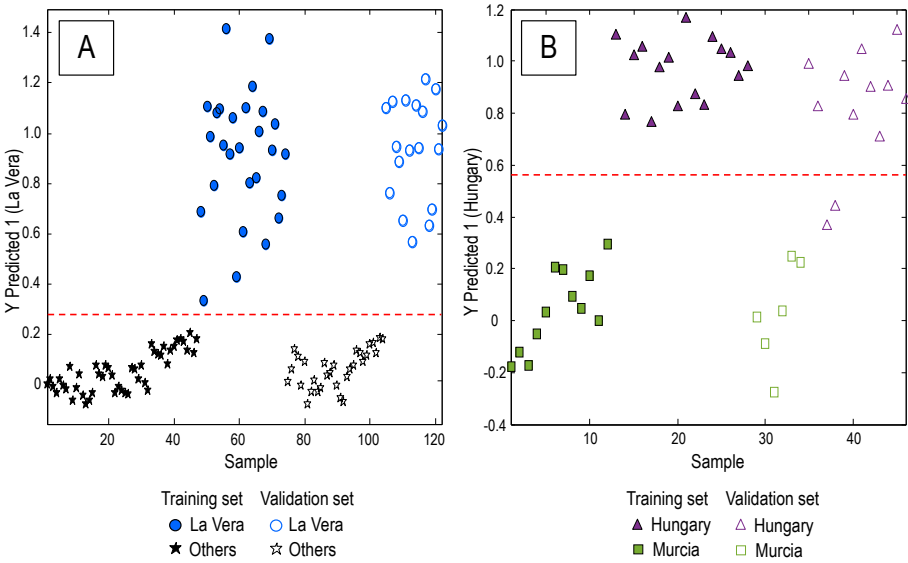 A
Y Predicted 1 (La Vera)
1.4
1.2
1.0
0.8
0.6
0.4
0.2
0
20
40
60
80
100
120
Sample
Training set Validation set
La Vera La Vera
Others Others
B
Y Predicted 1 (Hungary)
1.2
1.0
0.8
0.6
0.4
0.2
0
-0.2
-0.4
10
20
30
40
Sample
Training set Validation set
Hungary Hungary
Murcia Murcia